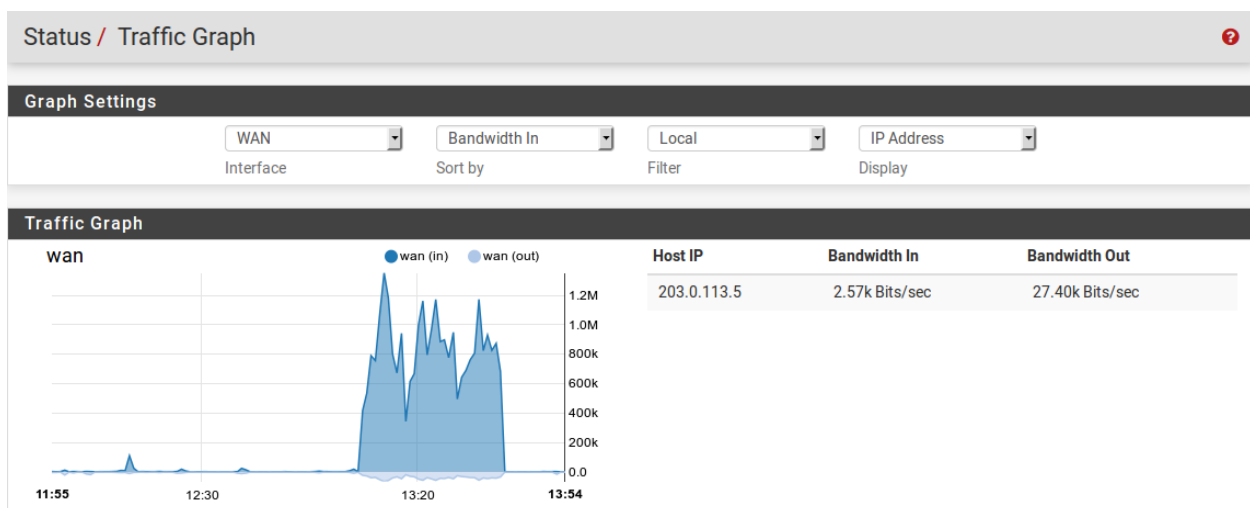 Status / Traffic Graph
Graph Settings
WAN Bandwidth In Local IP Address
Interface Sort by Filter Display
Traffic Graph
wan
wan (in) wan (out)
1.2M
1.0M
800k
600k
400k
200k
0.0
11:55 12:30 13:20 13:54
Host IP Bandwidth In Bandwidth Out
203.0.113.5 2.57k Bits/sec 27.40k Bits/sec